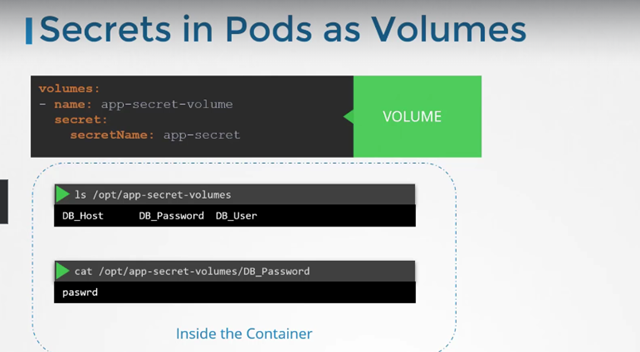 Secrets in Pods as Volumes
volumes:
- name: app-secret-volume
secret:
secretName: app-secret
VOLUME
ls /opt/app-secret-volumes
DB_Host DB_Password DB_User
cat /opt/app-secret-volumes/DB_Password
paswrd
Inside the Container